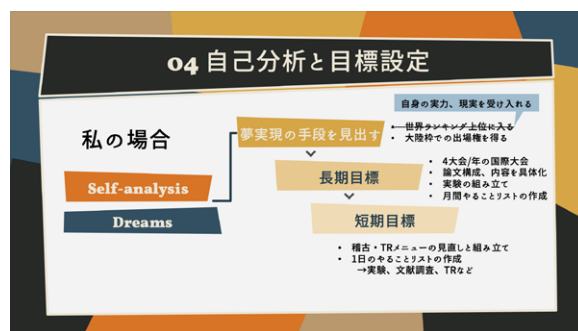 04 自己分析と目標設定
自身の実力、現実を受け入れる
私の場合
夢実現の手段を見出す
・ 世界ランキング上位に入る
・ 大陸枠での出場権を得る
Self-analysis
Dreams
長期目標
・ 4大会/年の国際大会
・ 論文構成、内容を具体化
・ 実験の組み立て
・ 月間やることリストの作成
短期目標
・ 稽古・TRメニューの見直しと組み立て
・ 1日のやることリストの作成
→実験、文献調査、TRなど